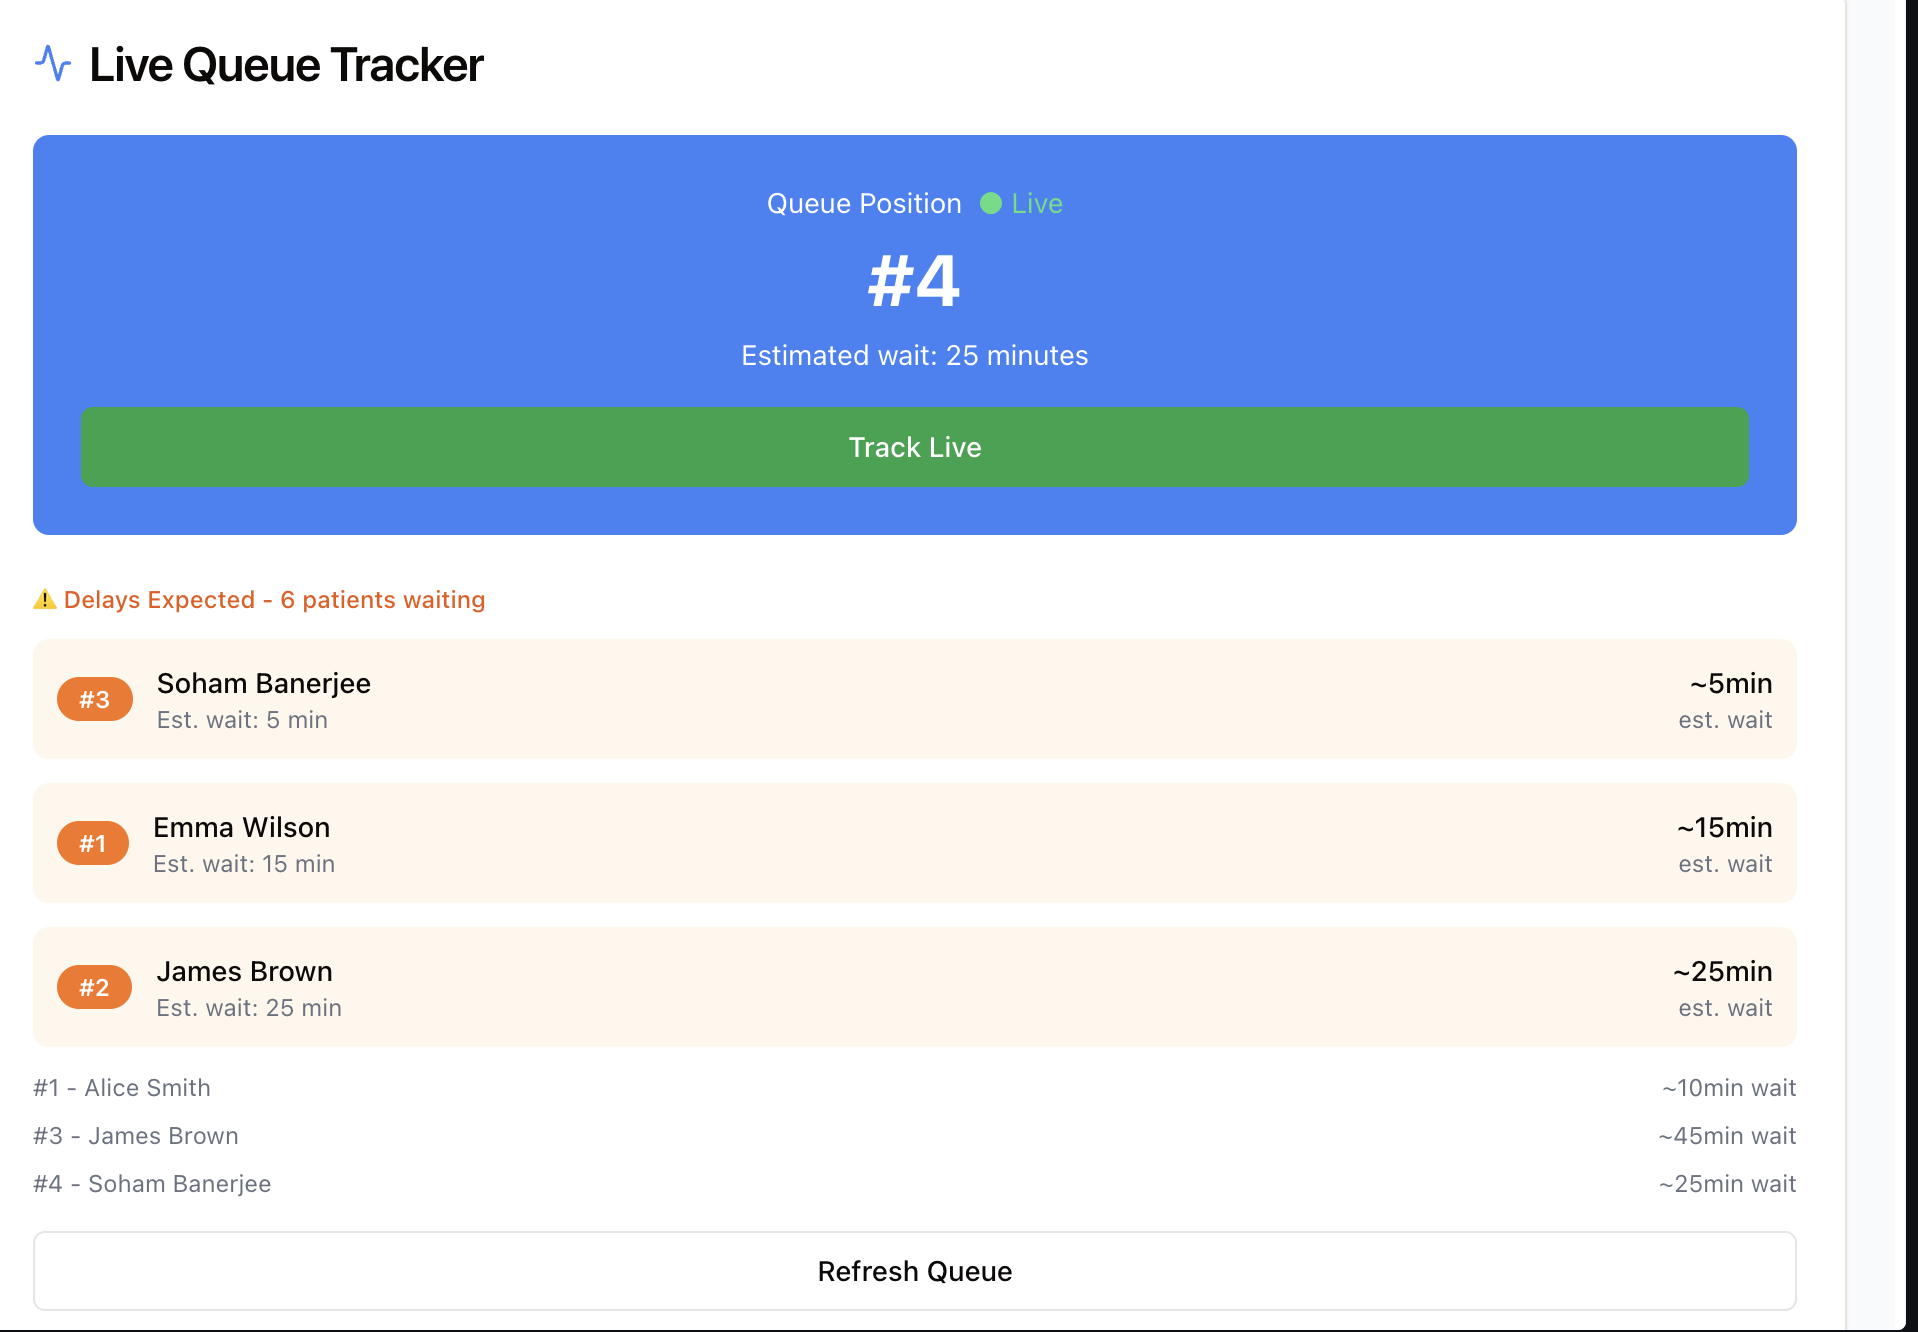 Live Queue Tracker
Queue Position Live
#4
Estimated wait: 25 minutes
Track Live
⚠️ Delays Expected - 6 patients waiting
#3 Soham Banerjee ~5min
Est. wait: 5 min est. wait
#1 Emma Wilson ~15min
Est. wait: 15 min est. wait
#2 James Brown ~25min
Est. wait: 25 min est. wait
#1 - Alice Smith ~10min wait
#3 - James Brown ~45min wait
#4 - Soham Banerjee ~25min wait
Refresh Queue